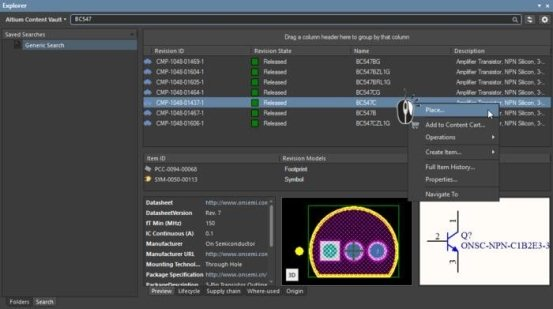 Explorer
Altium Content Vault
BC547
Saved Searches
Generic Search
Drag a column header here to group by that column
Revision ID Revision State Name Description
CMP-1048-01469-1 Released BC547BG Amplifier Transistor, NPN Silicon, 3-
CMP-1048-01604-1 Released BC547BZL1G Amplifier Transistor, NPN Silicon, 3-
CMP-1048-01605-1 Released BC547BRL1G Amplifier Transistor, NPN Silicon, 3-
CMP-1048-01464-1 Released BC547CG Amplifier Transistor, NPN Silicon, 3-
CMP-1048-01437-1 Released BC547C Amplifier Transistor, NPN Silicon, 3-
CMP-1048-01467-1 Released BC547B
CMP-1048-01606-1 Released BC547CZL1G
Place...
Add to Content Cart...
Operations
Create Item...
Full Item History...
Properties...
Navigate To
Item ID Revision Models
PCC-0094-00068 Footprint
SYM-0050-00113 Symbol
Datasheet http://www.onsemi.con
DatasheetVersion Rev. 7
fT Min (MHz) 150
IC Continuous (A) 0.1
Manufacturer On Semiconductor
Manufacturer URL http://www.onsemi.con
Mounting Technol... Through Hole
Package Specification http://www.onsemi.cn/
PackageDescription 3-Pin Transistor Outline
3D
1
2
Q?
ONSC-NPN-C1B2E3-3
3
Preview Lifecycle Supply chain Where-used Origin
Folders Search